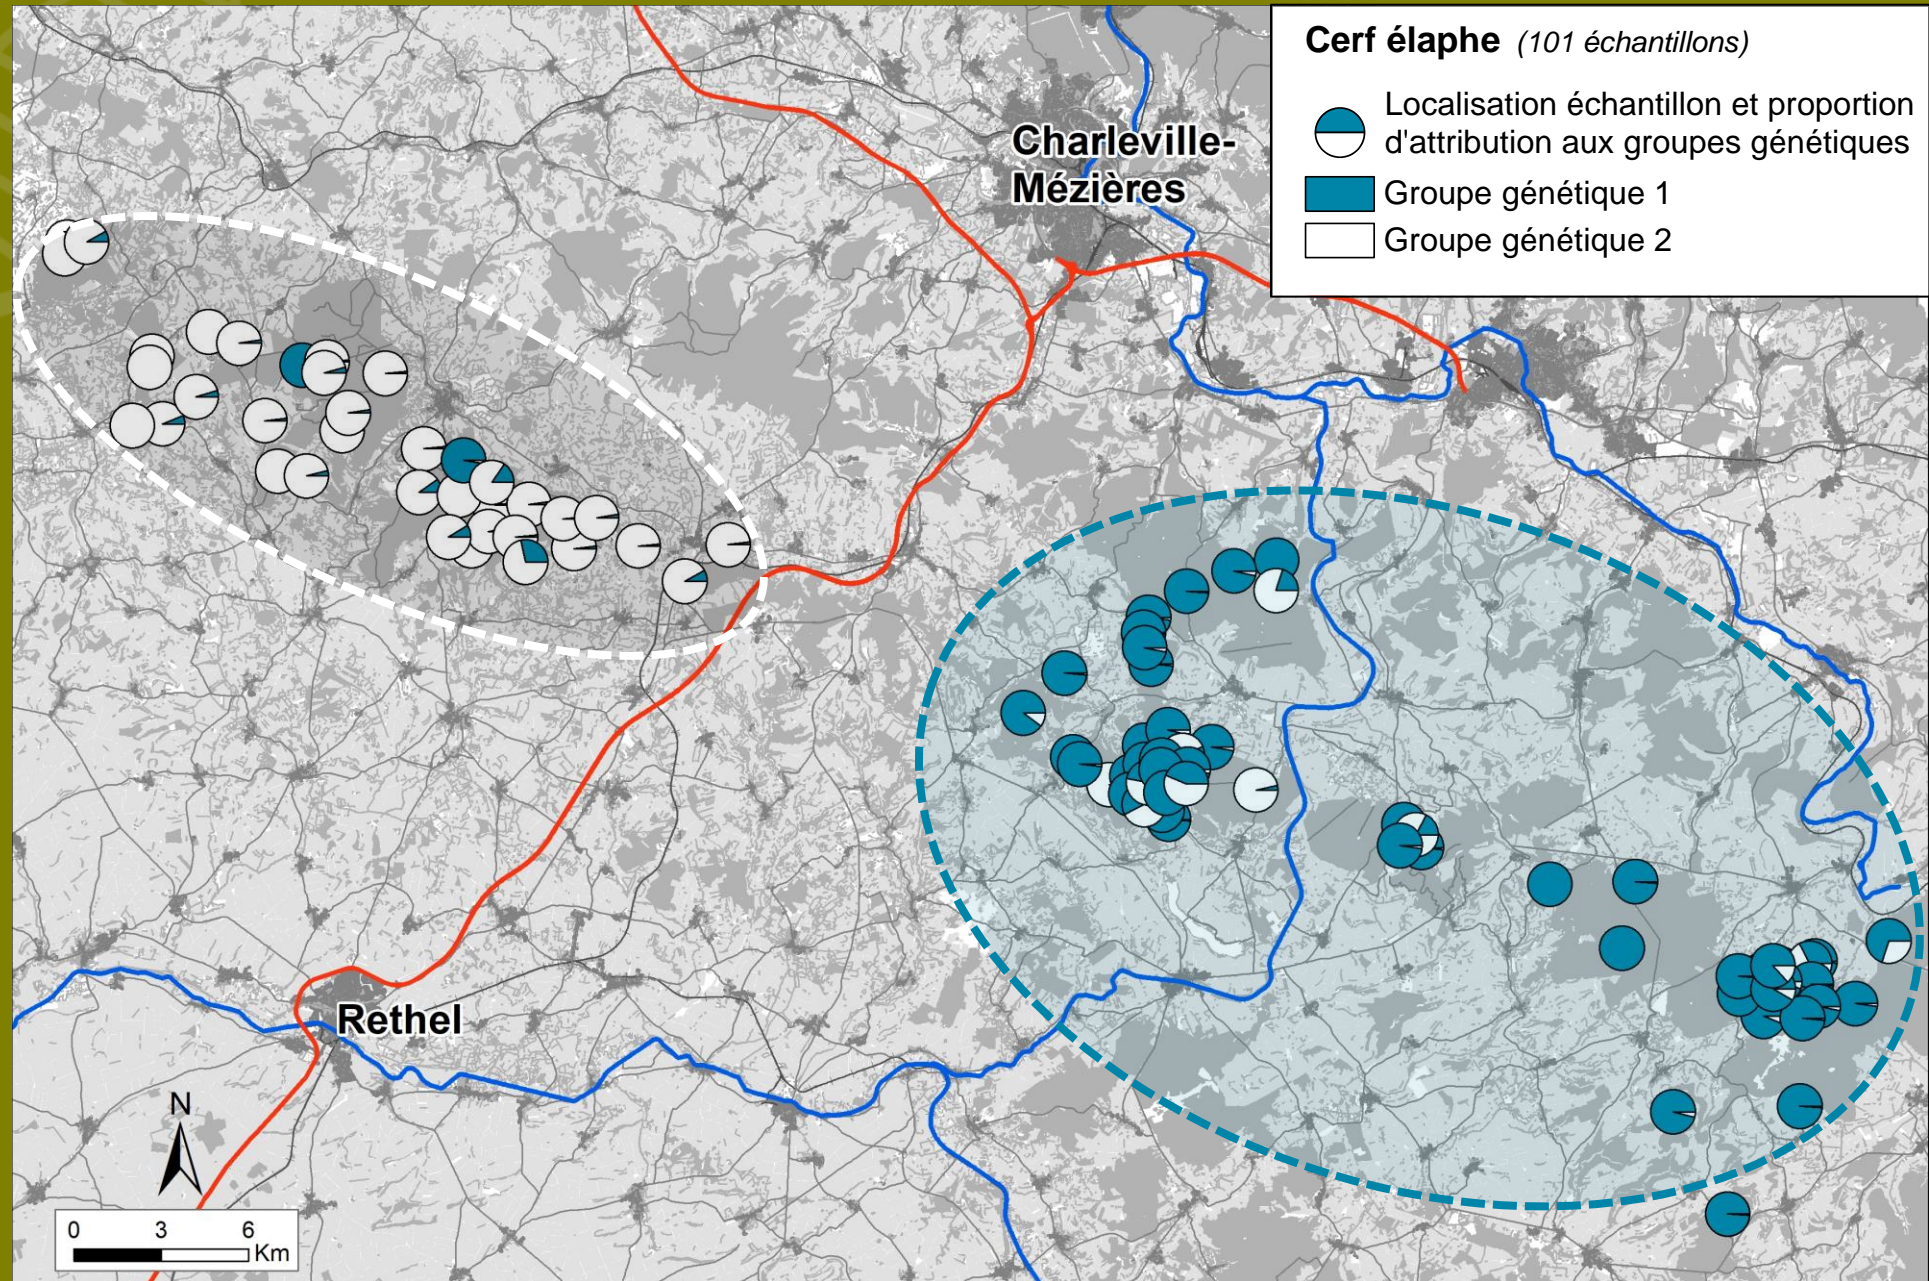 Cerf élaphe (101 échantillons)
Localisation échantillon et proportion
d'attribution aux groupes génétiques
Groupe génétique 1
Groupe génétique 2
Charleville-
Mézières
Rethel
N
0 3 6
Km